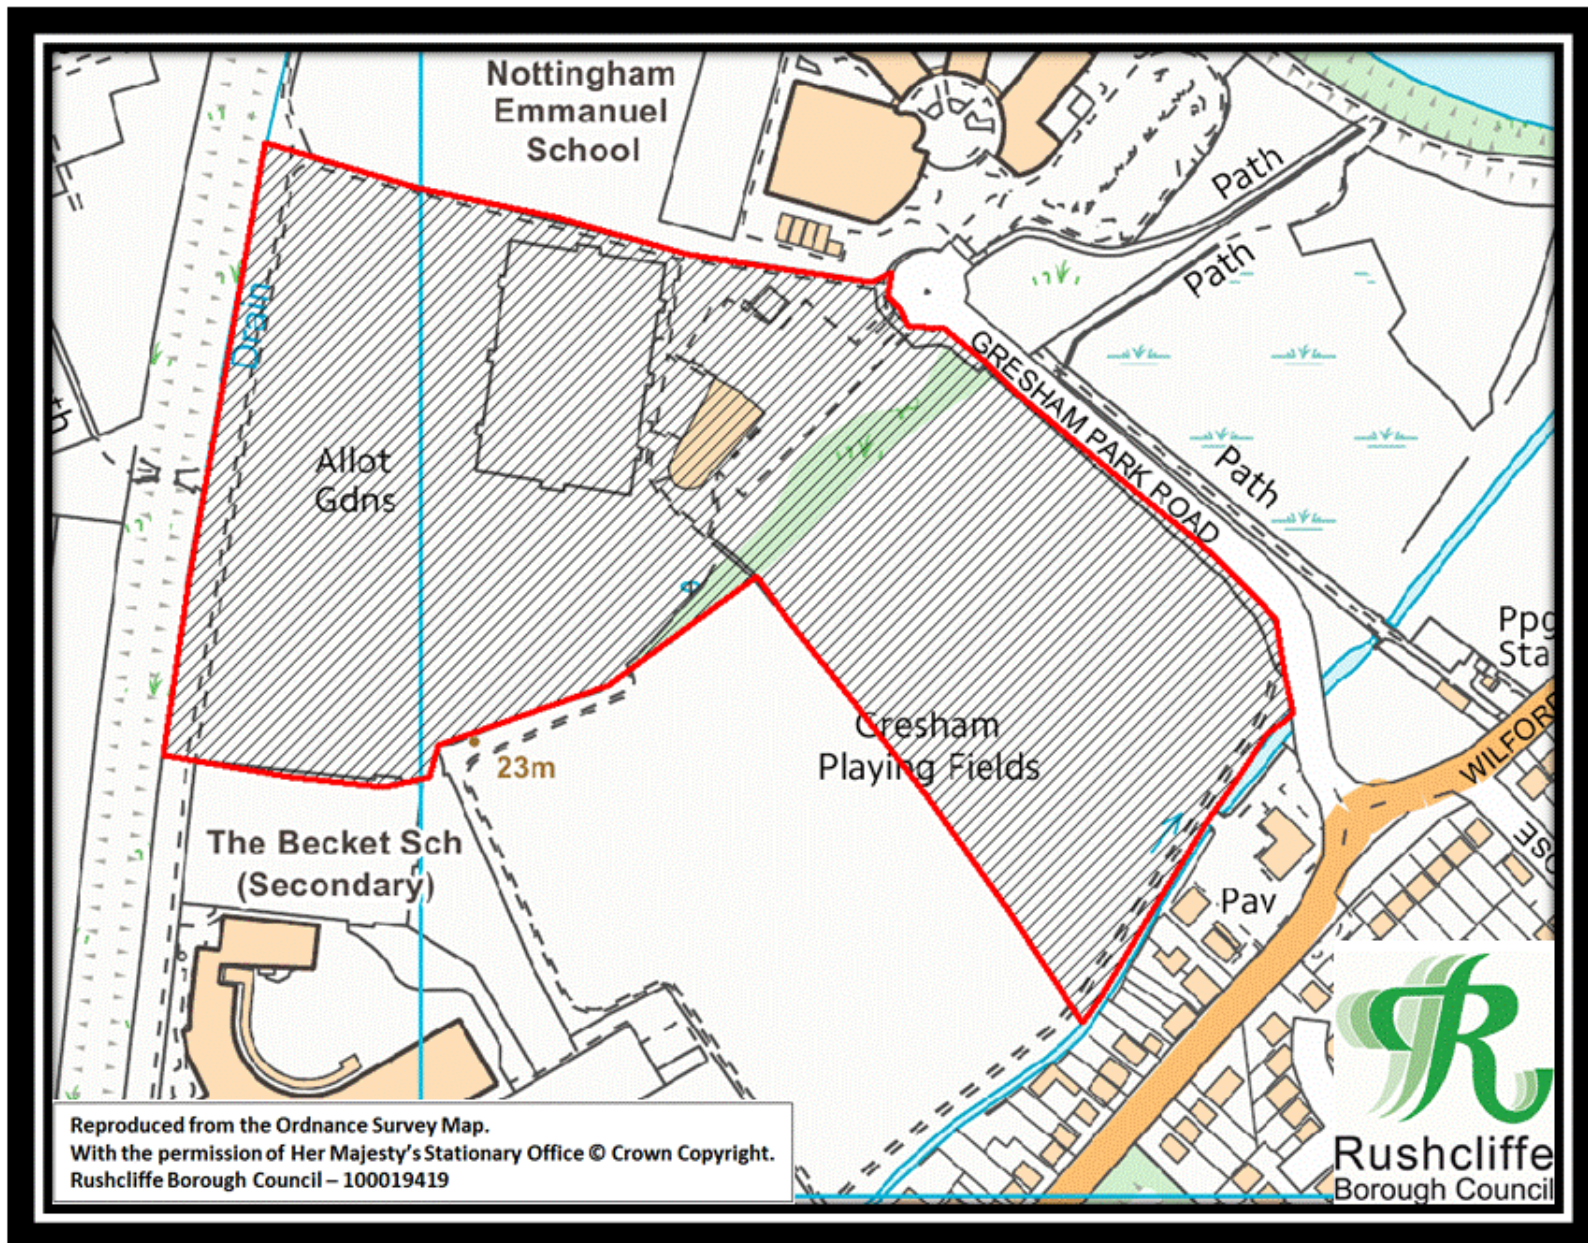 Nottingham
Emmanuel
School
Path
Path
Drain
GRESHAM PARK ROAD
Path
Allot
Gdns
Ppg
Sta
Gresham
Playing Fields
WILFORD
23m
The Becket Sch
(Secondary)
Pav
OSE
Reproduced from the Ordnance Survey Map.
With the permission of Her Majesty's Stationary Office © Crown Copyright.
Rushcliffe Borough Council – 100019419
R
Rushcliffe
Borough Council